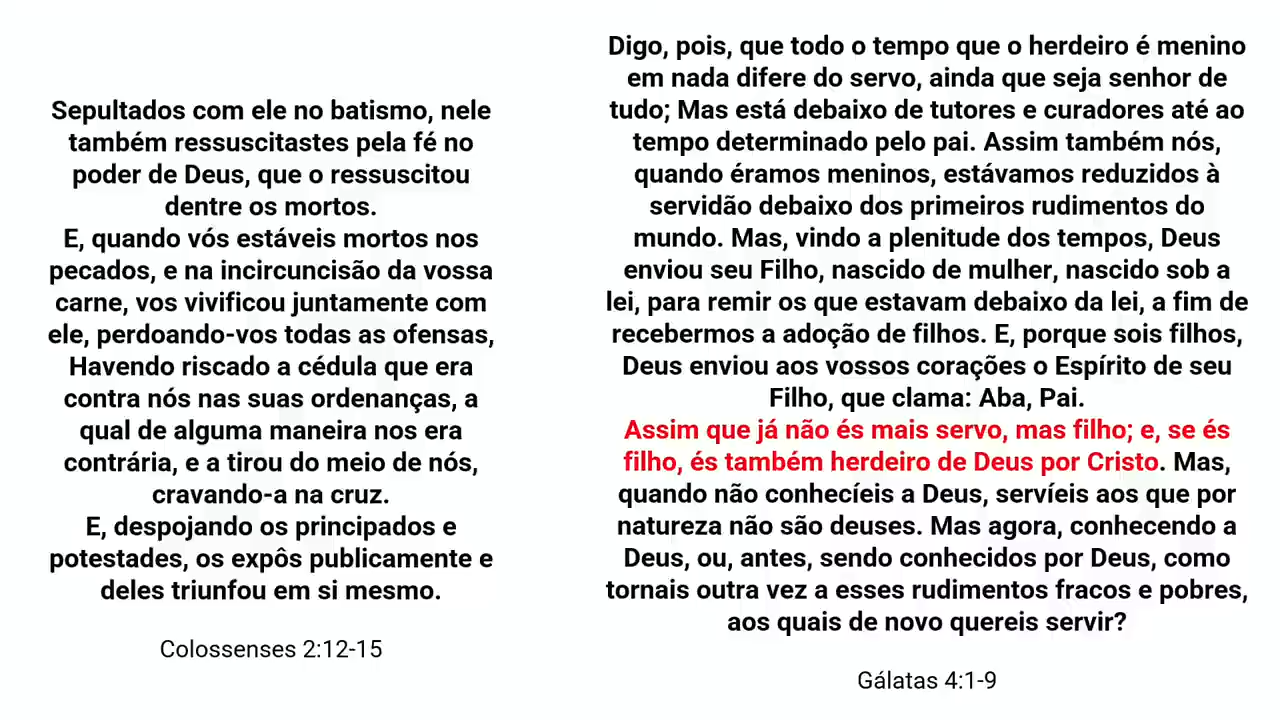 Sepultados com ele no batismo, nele
também ressuscitastes pela fé no
poder de Deus, que o ressuscitou
dentre os mortos.
E, quando vós estáveis mortos nos
pecados, e na incircuncisão da vossa
carne, vos vivificou juntamente com
ele, perdoando-vos todas as ofensas,
Havendo riscado a cédula que era
contra nós nas suas ordenanças, a
qual de alguma maneira nos era
contrária, e a tirou do meio de nós,
cravando-a na cruz.
E, despojando os principados e
potestades, os expôs publicamente e
deles triunfou em si mesmo.
Colossenses 2:12-15
Digo, pois, que todo o tempo que o herdeiro é menino
em nada difere do servo, ainda que seja senhor de
tudo; Mas está debaixo de tutores e curadores até ao
tempo determinado pelo pai. Assim também nós,
quando éramos meninos, estávamos reduzidos à
servidão debaixo dos primeiros rudimentos do
mundo. Mas, vindo a plenitude dos tempos, Deus
enviou seu Filho, nascido de mulher, nascido sob a
lei, para remir os que estavam debaixo da lei, a fim de
recebermos a adoção de filhos. E, porque sois filhos,
Deus enviou aos vossos corações o Espírito de seu
Filho, que clama: Aba, Pai.
Assim que já não és mais servo, mas filho; e, se és
filho, és também herdeiro de Deus por Cristo. Mas,
quando não conhecíeis a Deus, servíeis aos que por
natureza não são deuses. Mas agora, conhecendo a
Deus, ou, antes, sendo conhecidos por Deus, como
tornais outra vez a esses rudimentos fracos e pobres,
aos quais de novo quereis servir?
Gálatas 4:1-9